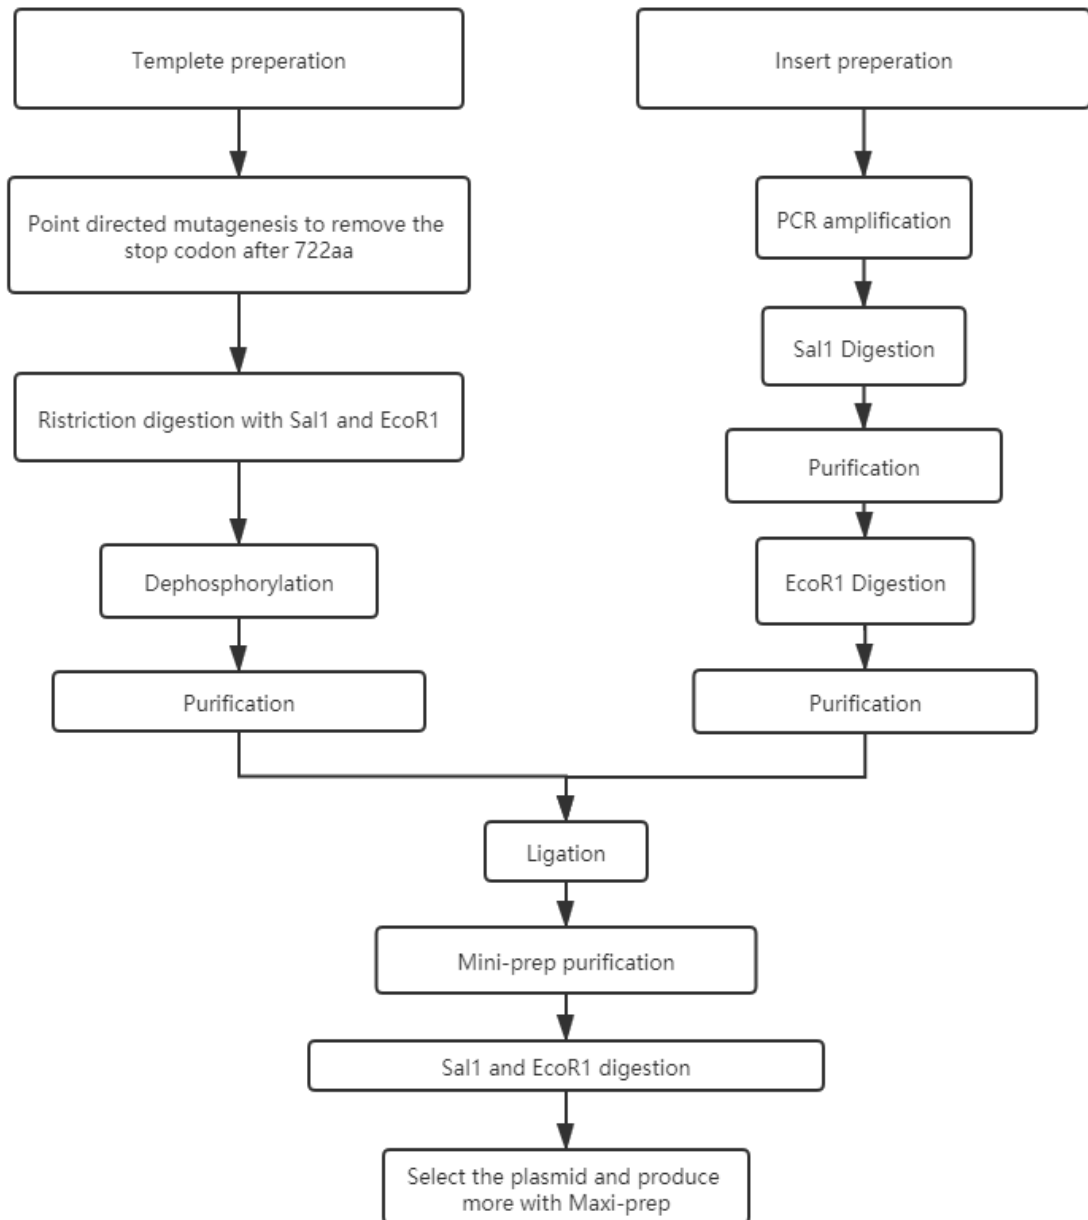 Templete preperation
Point directed mutagenesis to remove the
stop codon after 722aa
Ristriction digestion with Sal1 and EcoR1
Dephosphorylation
Purification
Insert preperation
PCR amplification
Sal1 Digestion
Purification
EcoR1 Digestion
Purification
Ligation
Mini-prep purification
Sal1 and EcoR1 digestion
Select the plasmid and produce
more with Maxi-prep